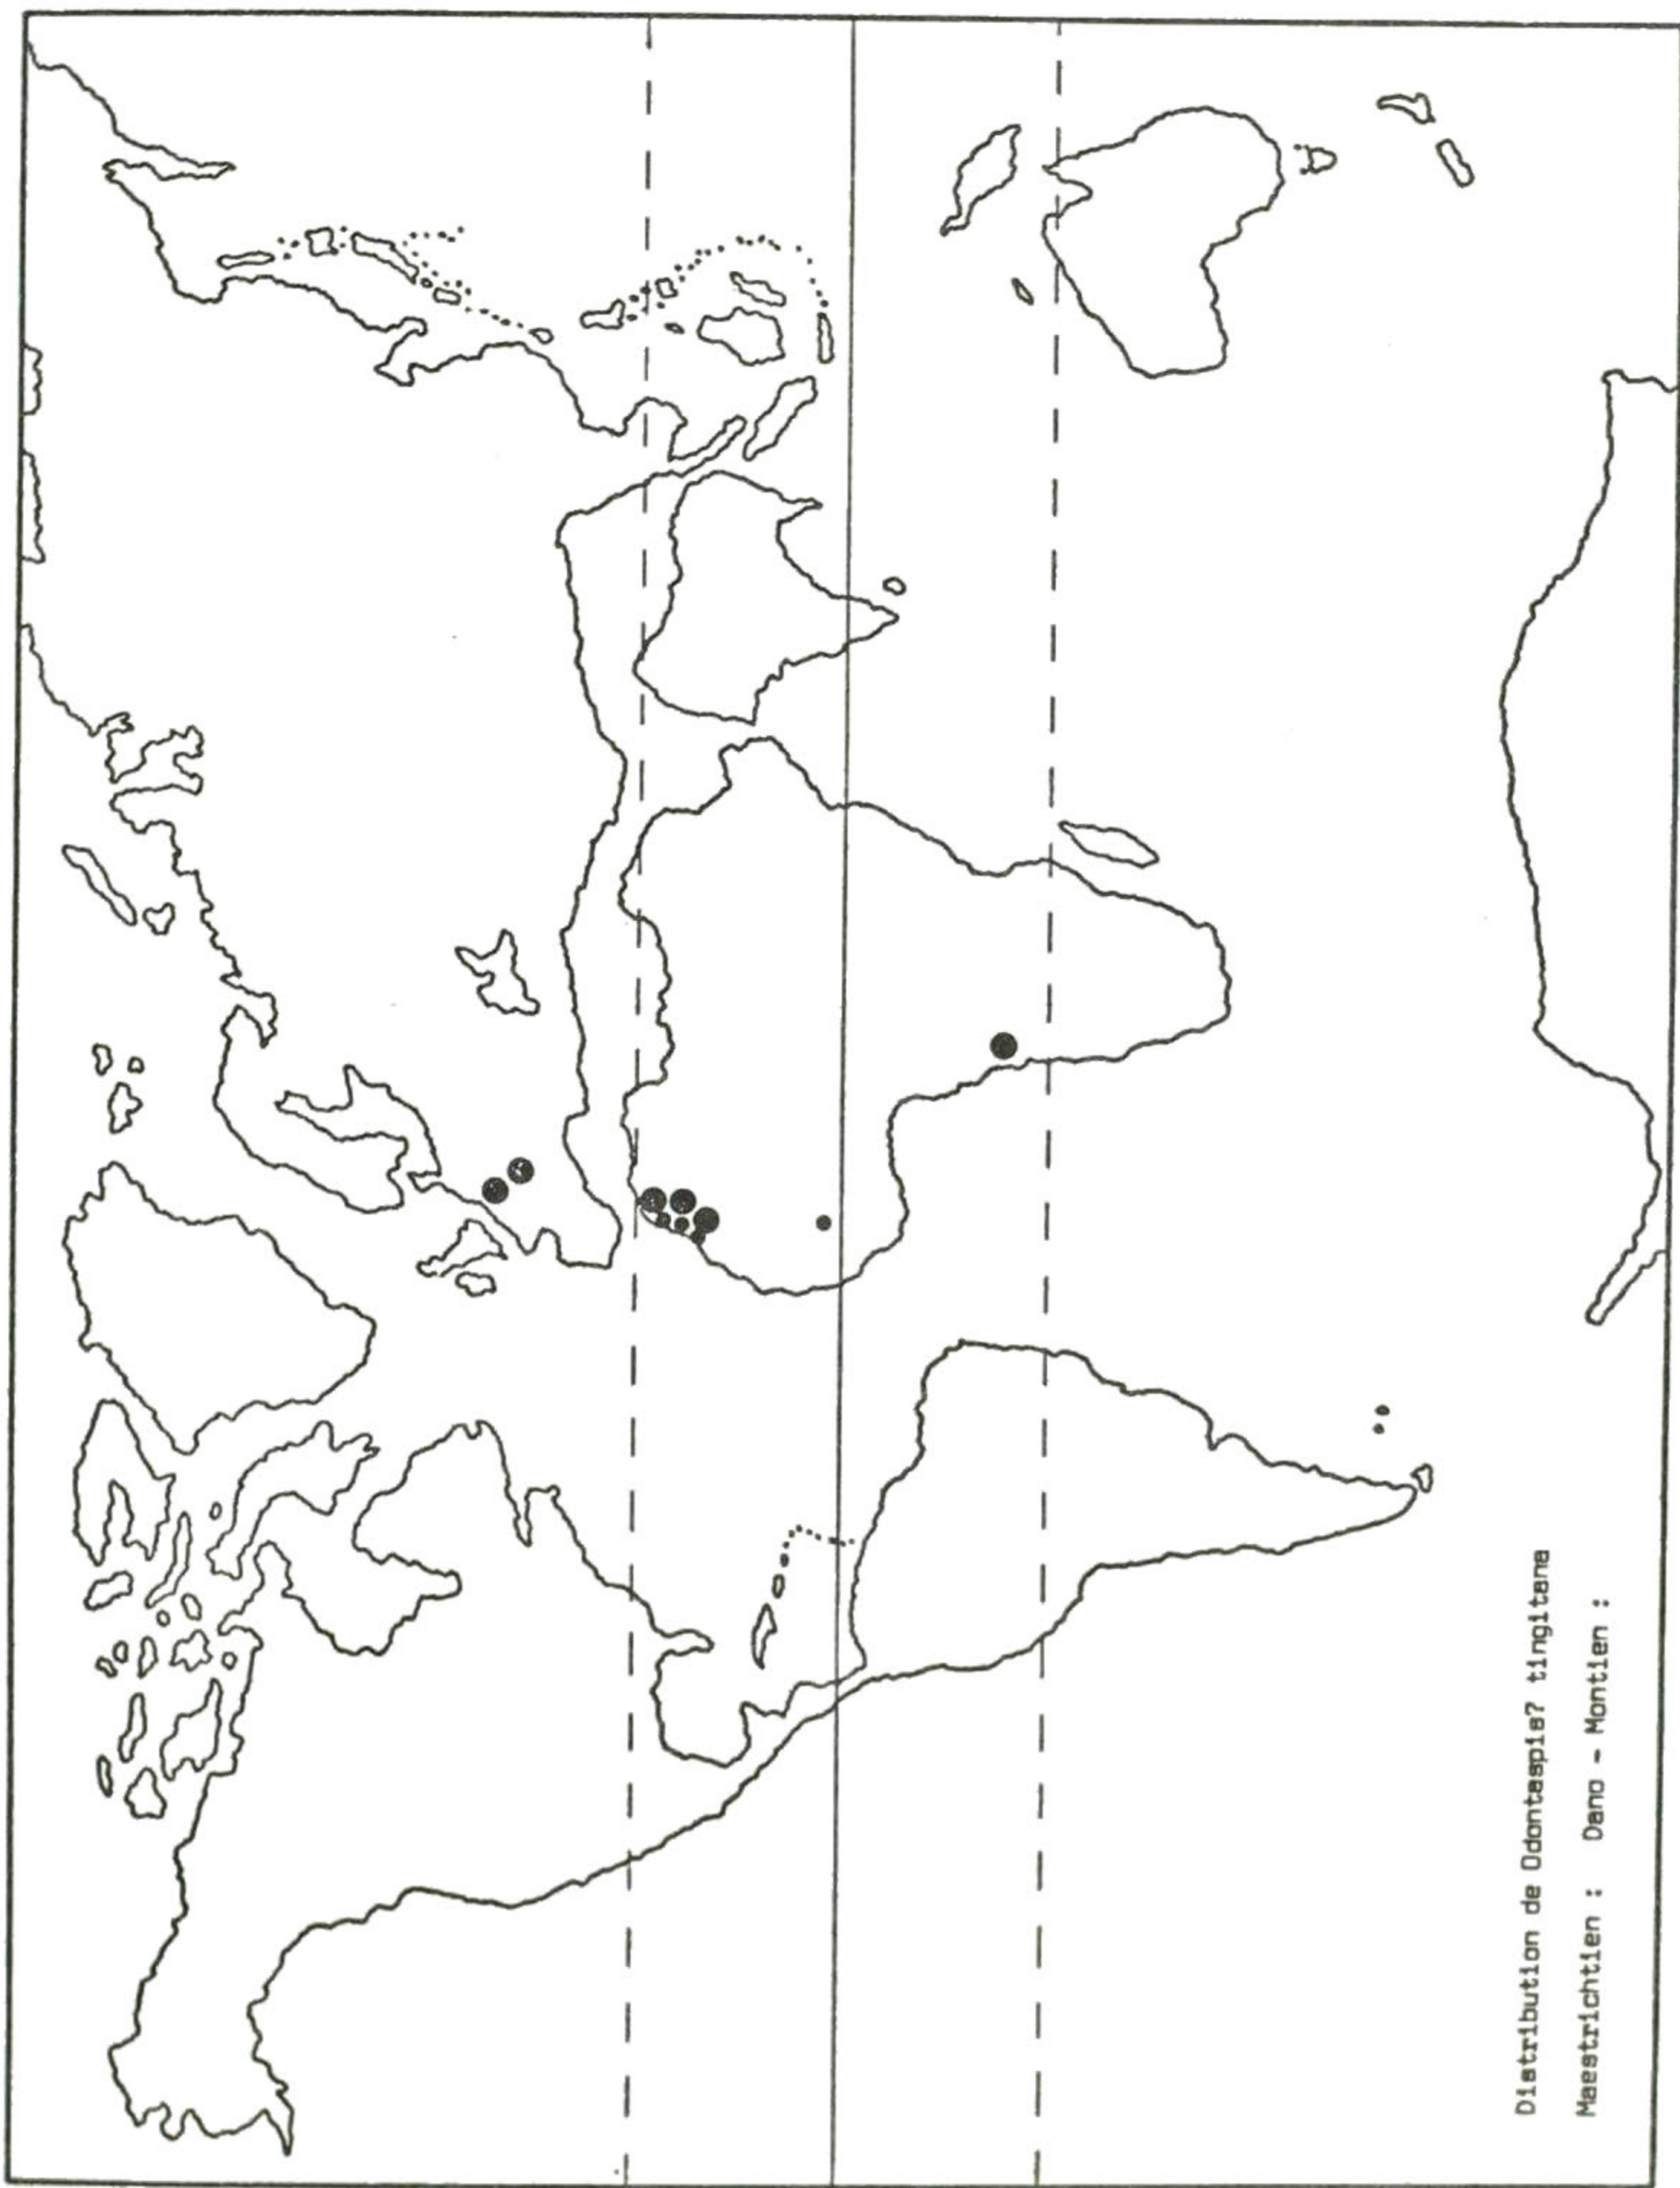 Distribution de Odontaspis? tingitana
Maestrichtien : Dano - Montien :